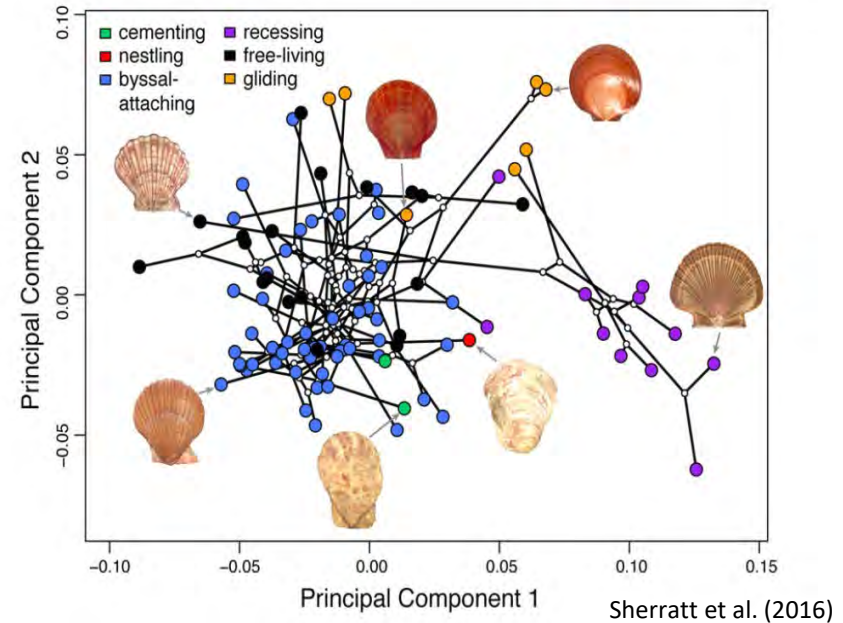 cementing
nestling
byssal-
attaching
recessing
free-living
gliding
Principal Component 2
0.10
0.05
0.00
−0.05
−0.10
−0.05
0.00
0.05
0.10
0.15
Principal Component 1
Sherratt et al. (2016)